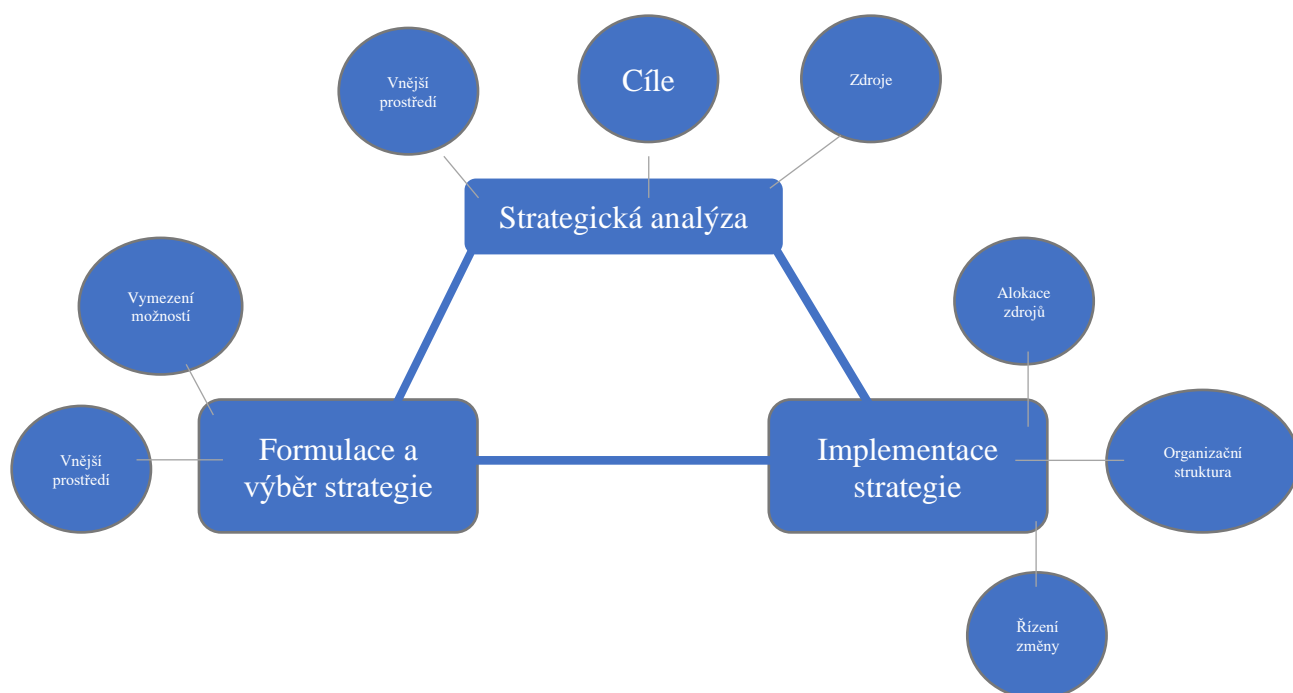 Vnější
prostředí
Cíle
Zdroje
Strategická analýza
Vymezení
možností
Alokace
zdrojů
Vnější
prostředí
Formulace a
výběr strategie
Implementace
strategie
Organizační
struktura
Řízení
změny